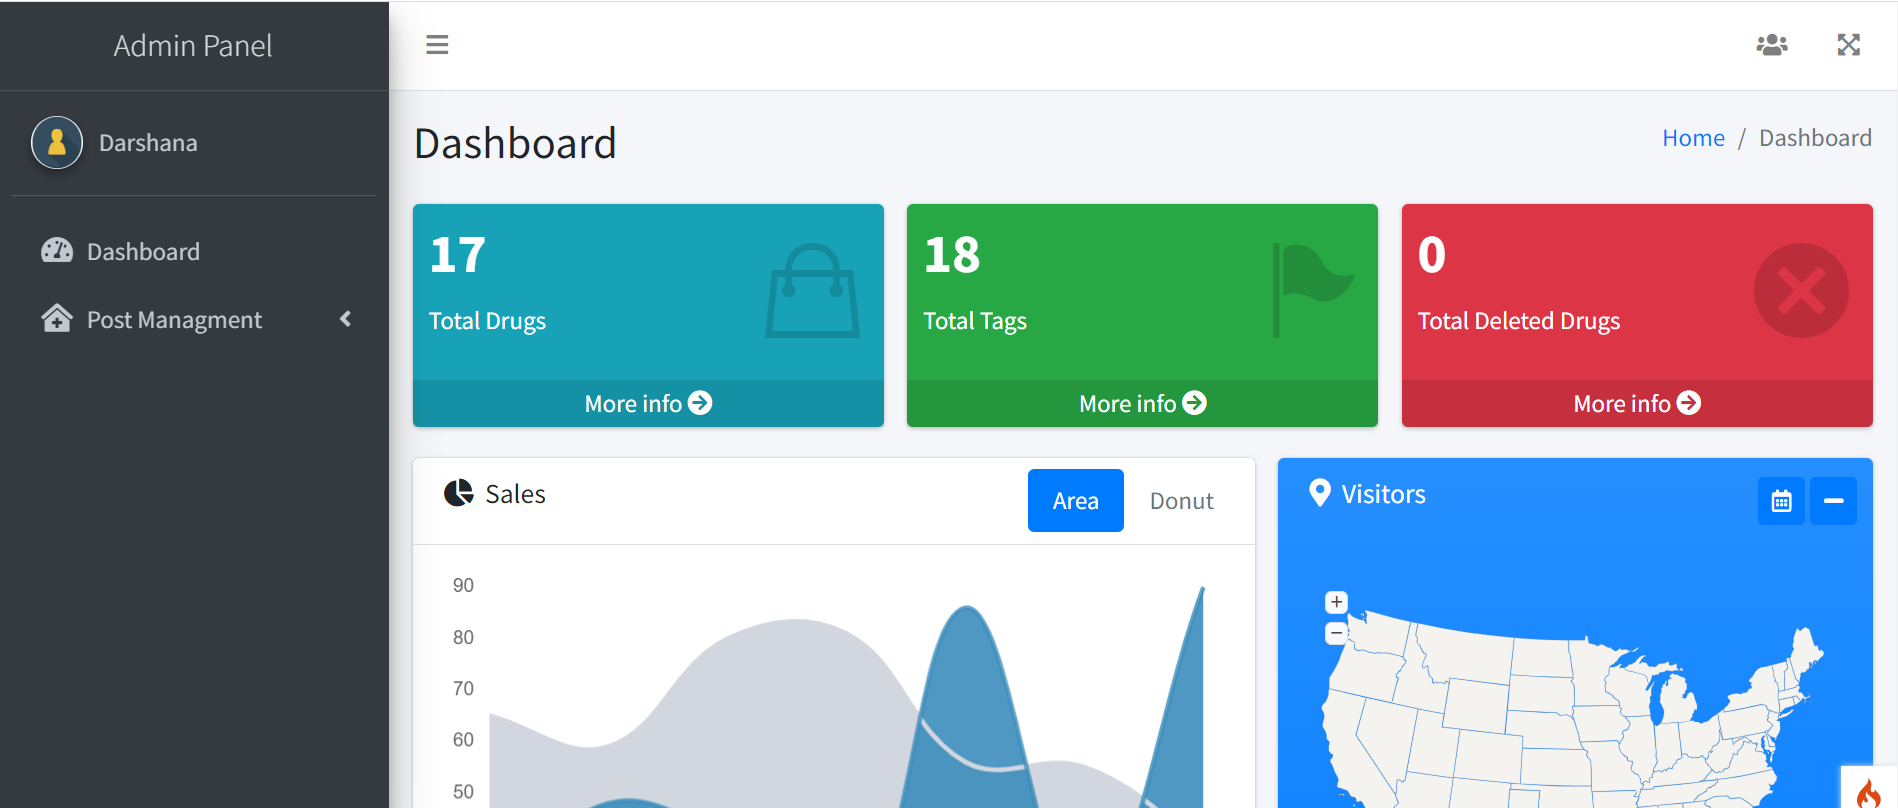 Admin Panel
Darshana
Dashboard
Post Managment
Dashboard
Home / Dashboard
17
Total Drugs
More info
18
Total Tags
More info
0
Total Deleted Drugs
More info
Sales
Area
Donut
90
80
70
60
50
Visitors
+
−